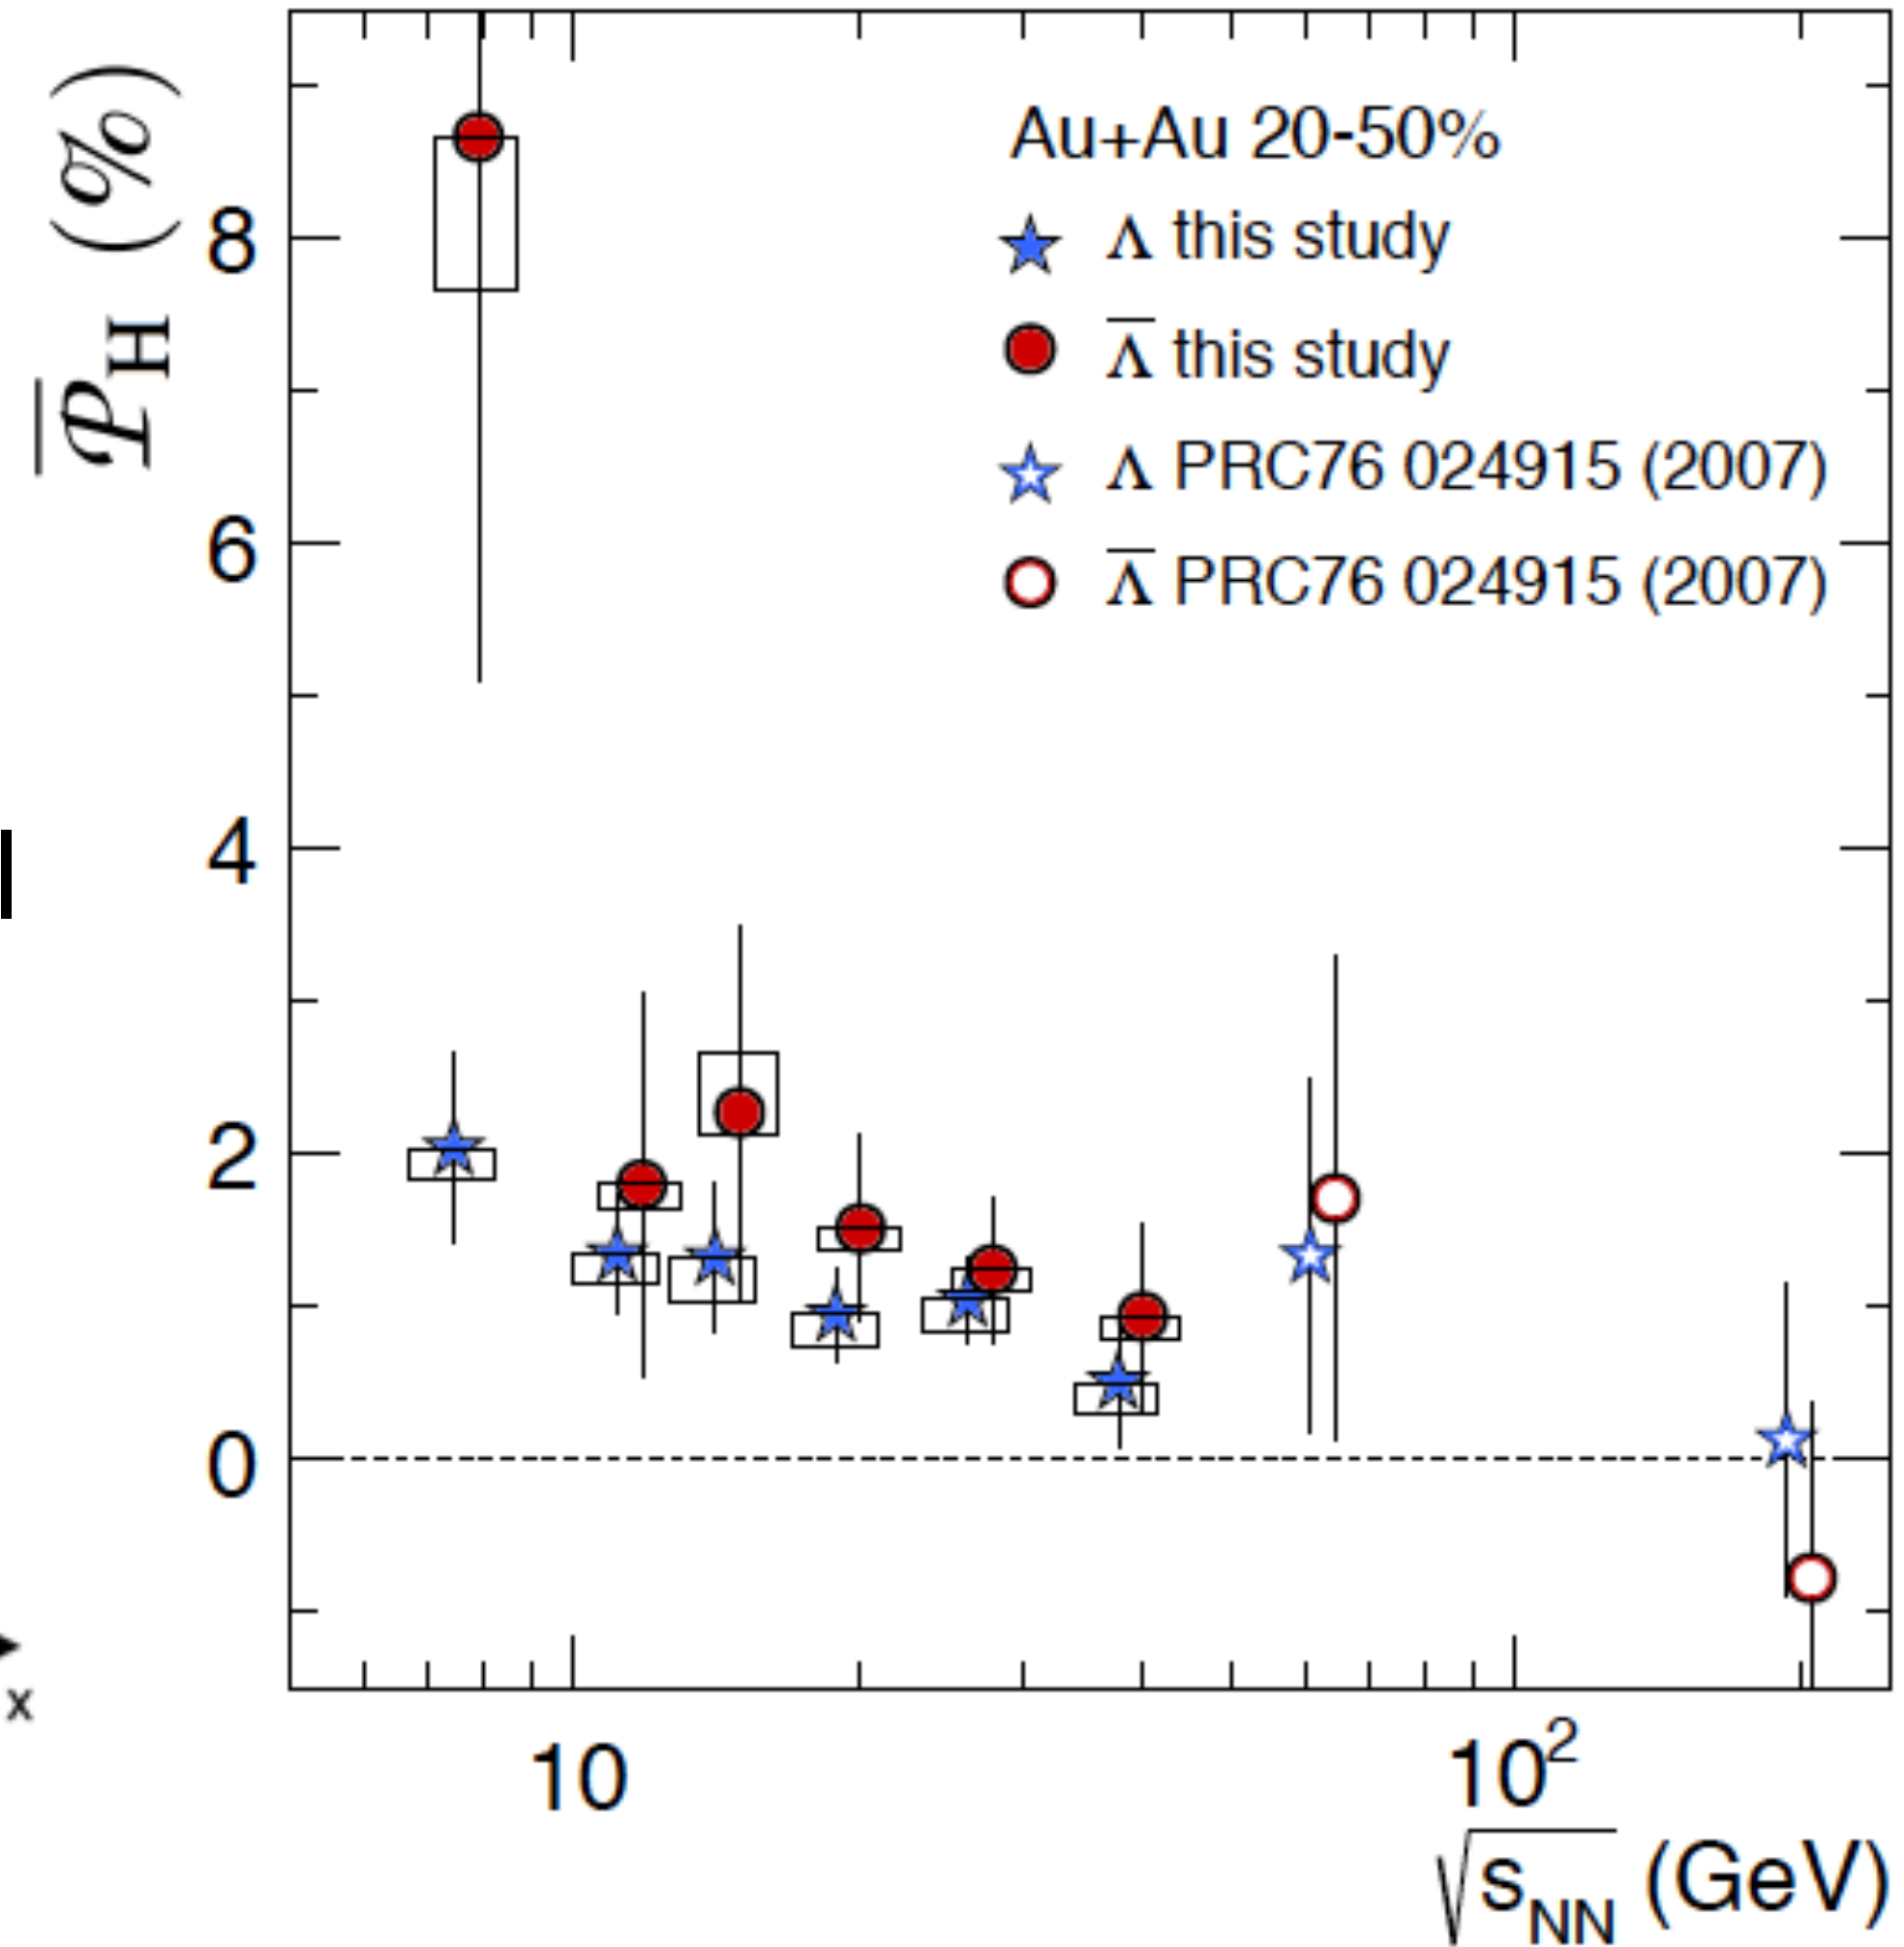 𝒫̅H (%)
8
6
4
2
0
Au+Au 20-50%
Λ this study
Λ̅ this study
Λ PRC76 024915 (2007)
Λ̅ PRC76 024915 (2007)
10
10²
√sNN (GeV)
x